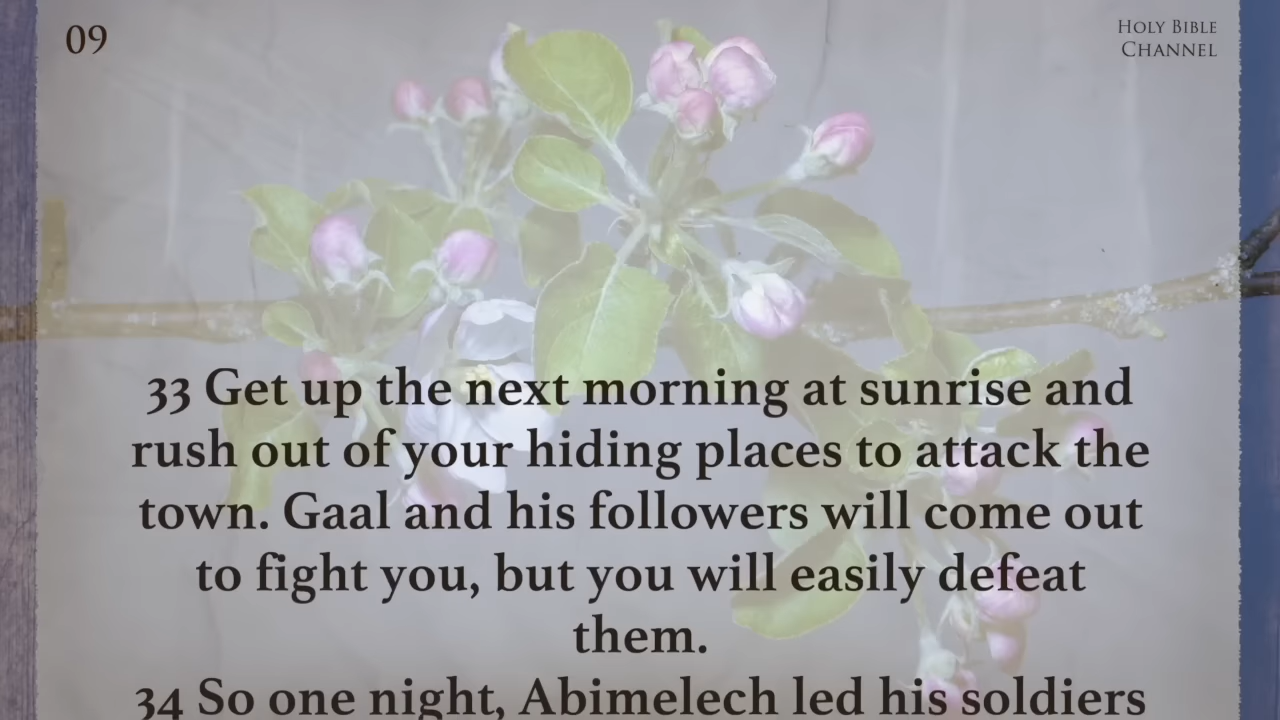 09
HOLY BIBLE
CHANNEL
33 Get up the next morning at sunrise and
rush out of your hiding places to attack the
town. Gaal and his followers will come out
to fight you, but you will easily defeat
them.
34 So one night, Abimelech led his soldiers